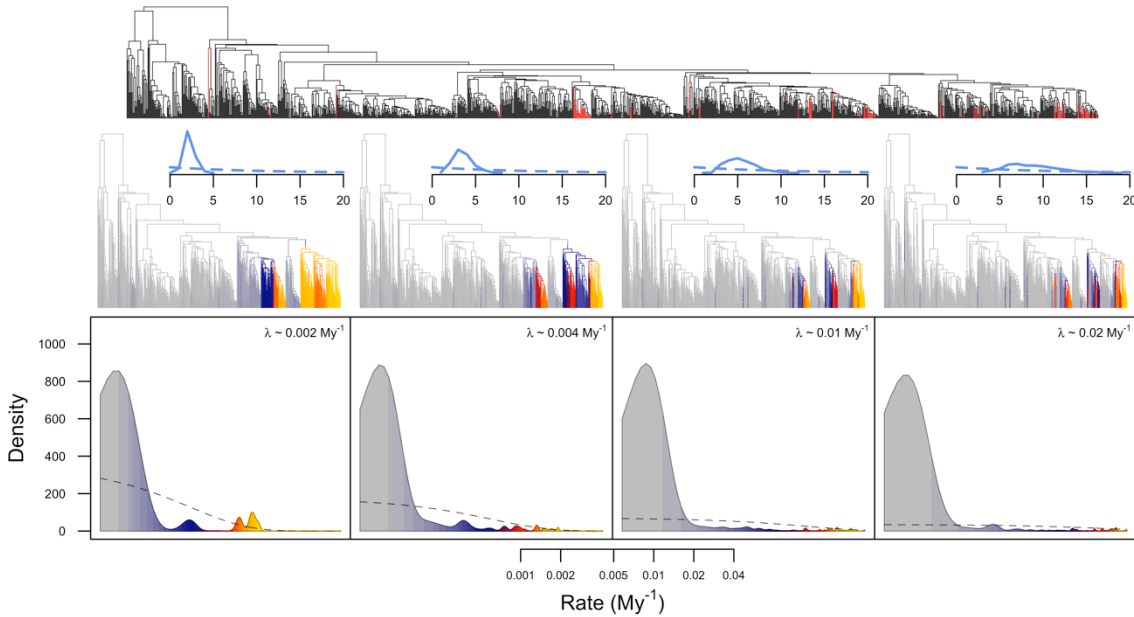 0 5 10 15 20
0 5 10 15 20
0 5 10 15 20
0 5 10 15 20
λ ~ 0.002 My⁻¹
λ ~ 0.004 My⁻¹
λ ~ 0.01 My⁻¹
λ ~ 0.02 My⁻¹
Density
1000
800
600
400
200
0
0.001 0.002 0.005 0.01 0.02 0.04
Rate (My⁻¹)